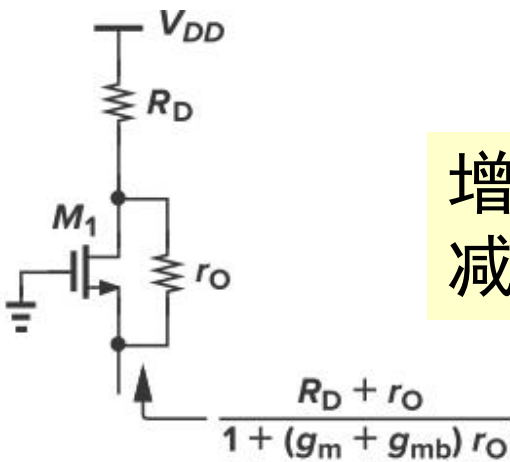 V_DD
R_D
增
M_1
减
r_O
R_D + r_O
1 + (g_m + g_mb) r_O